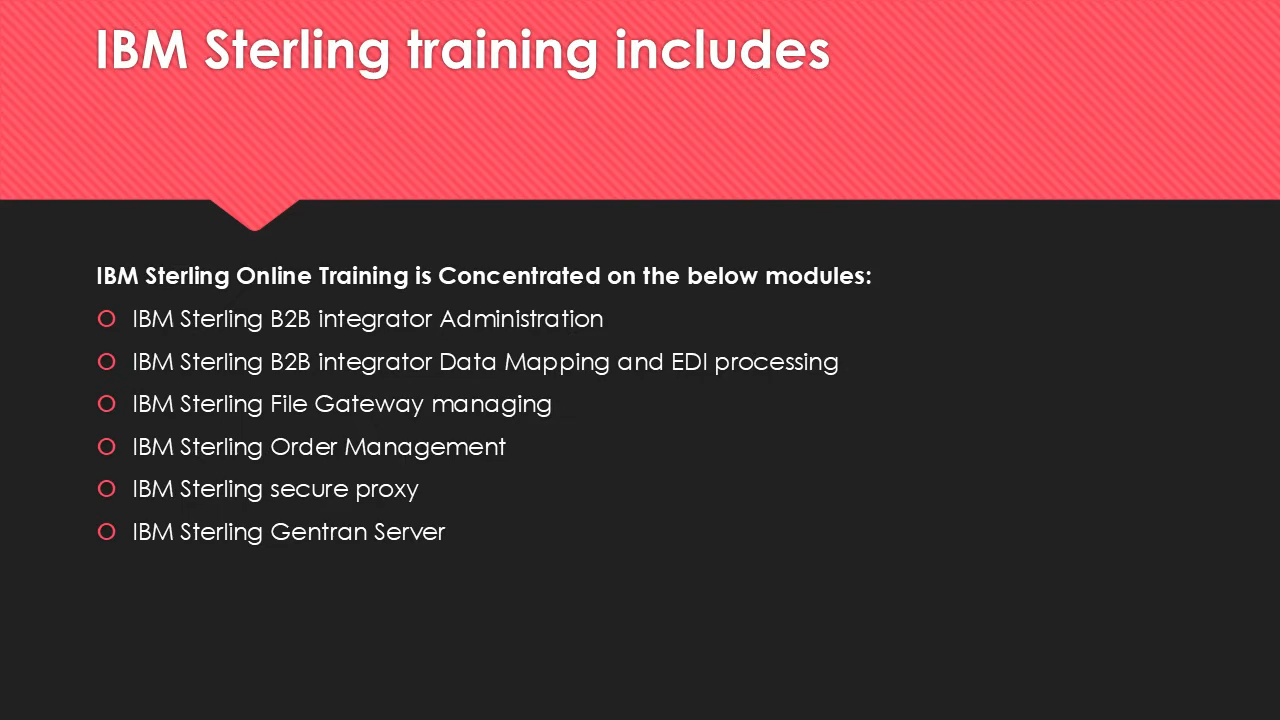 IBM Sterling training includes
IBM Sterling Online Training is Concentrated on the below modules:
IBM Sterling B2B integrator Administration
IBM Sterling B2B integrator Data Mapping and EDI processing
IBM Sterling File Gateway managing
IBM Sterling Order Management
IBM Sterling secure proxy
IBM Sterling Gentran Server